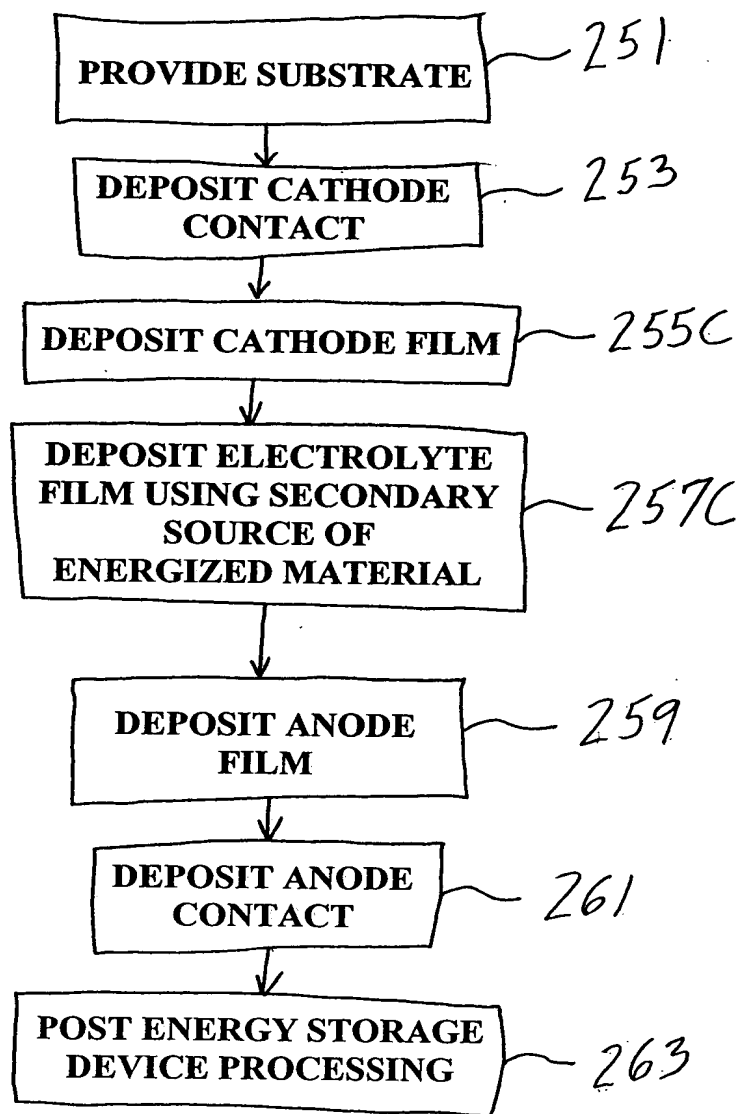 PROVIDE SUBSTRATE
251
DEPOSIT CATHODE
CONTACT
253
DEPOSIT CATHODE FILM
255C
DEPOSIT ELECTROLYTE
FILM USING SECONDARY
SOURCE OF
ENERGIZED MATERIAL
257C
DEPOSIT ANODE
FILM
259
DEPOSIT ANODE
CONTACT
261
POST ENERGY STORAGE
DEVICE PROCESSING
263